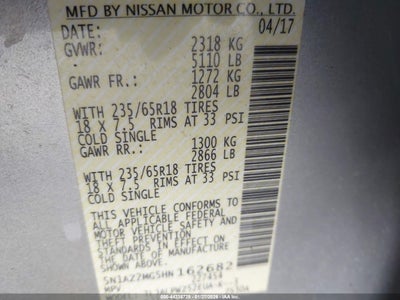 MFD BY NISSAN MOTOR CO., LTD.
DATE: 04/17
GVWR: 2318 KG
5110 LB
GAWR FR.: 1272 KG
2804 LB
WITH 235/65R18 TIRES
18 X 7.5 RIMS AT 33 PSI
COLD SINGLE
GAWR RR.: 1300 KG
2866 LB
WITH 235/65R18 TIRES
18 X 7.5 RIMS AT 33 PSI
COLD SINGLE
THIS VEHICLE CONFORMS TO
ALL APPLICABLE FEDERAL
MOTOR VEHICLE SAFETY AND
THEFT PREVENTION STANDARDS
IN EFFECT ON THE DATE OF
MANUFACTURE SHOWN ABOVE.
5N1AZ2MG5HN 162682
MPV